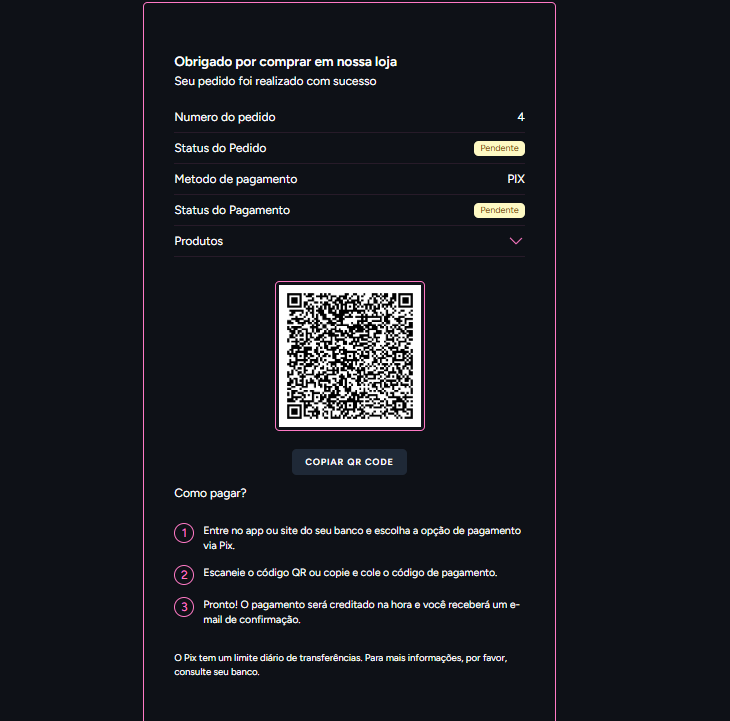 Obrigado por comprar em nossa loja
Seu pedido foi realizado com sucesso
Numero do pedido 4
Status do Pedido Pendente
Metodo de pagamento PIX
Status do Pagamento Pendente
Produtos
COPIAR QR CODE
Como pagar?
1 Entre no app ou site do seu banco e escolha a opção de pagamento
via Pix.
2 Escaneie o código QR ou copie e cole o código de pagamento.
3 Pronto! O pagamento será creditado na hora e você receberá um e-
mail de confirmação.
O Pix tem um limite diário de transferências. Para mais informações, por favor,
consulte seu banco.